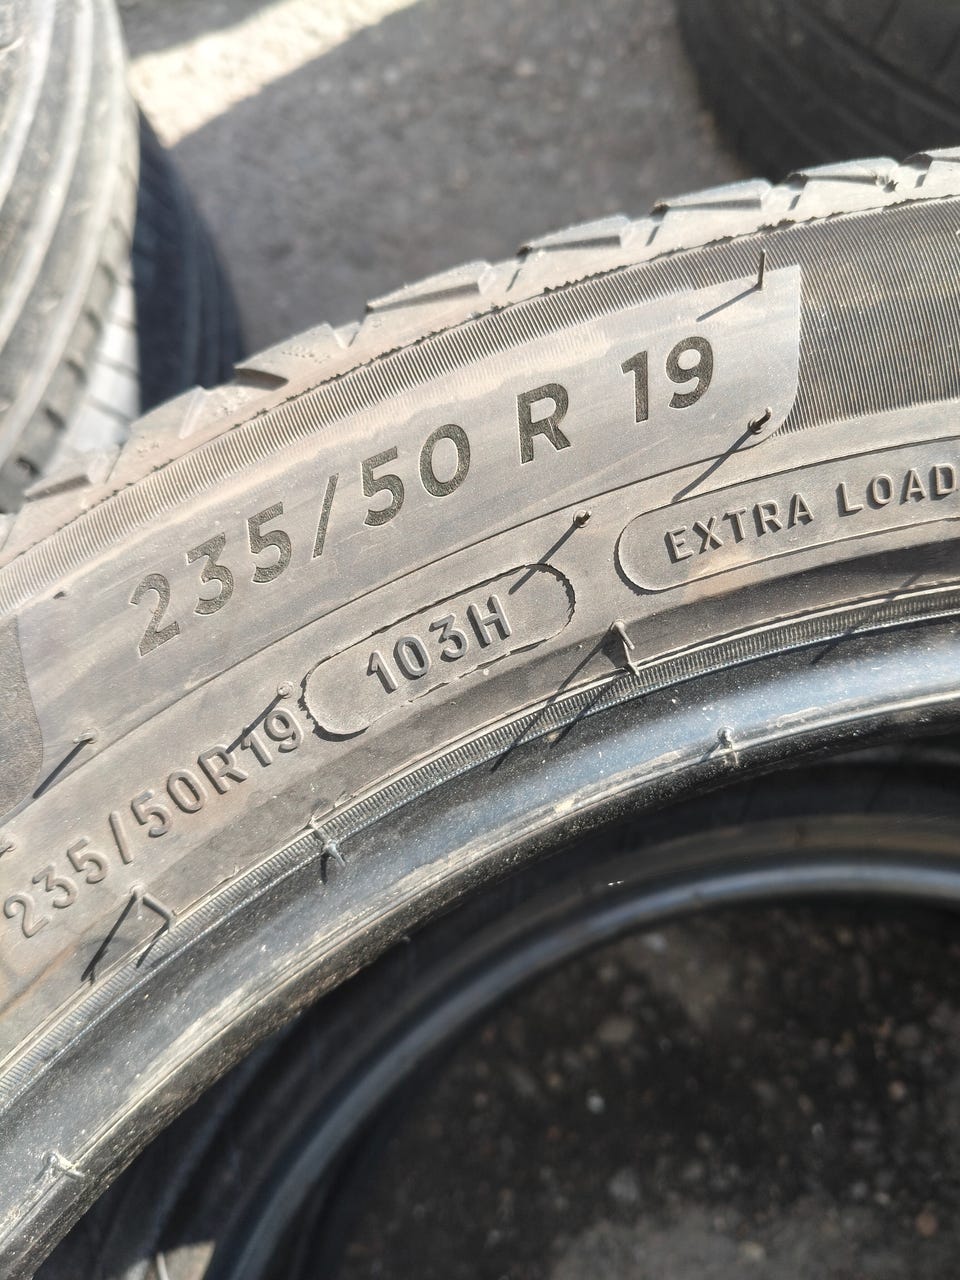 235/50 R 19
EXTRA LOAD
103H
235/50R19